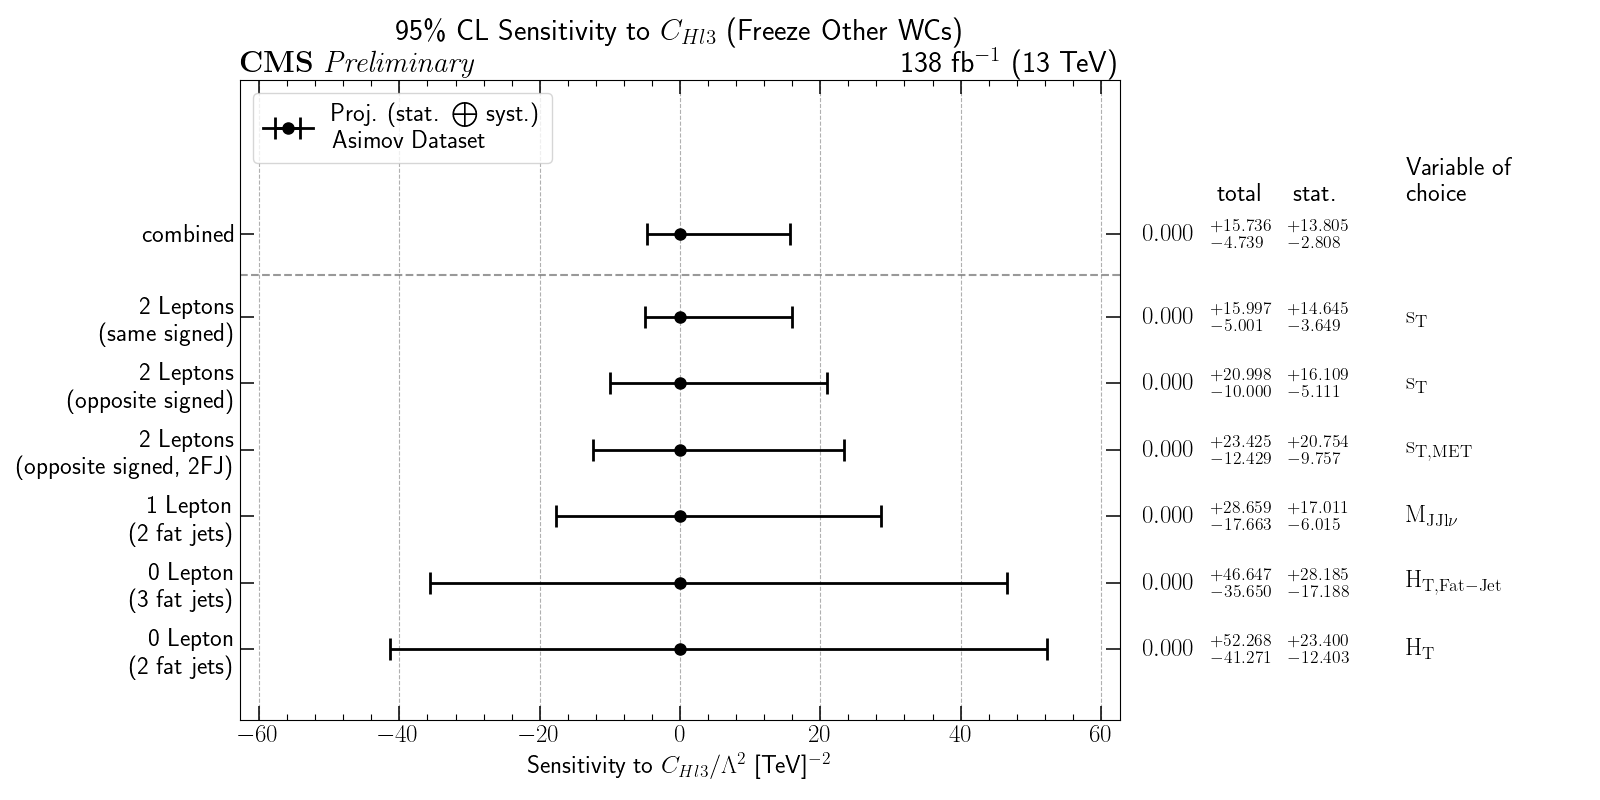 95% CL Sensitivity to C_{Hl3} (Freeze Other WCs)
CMS Preliminary 138 fb^{−1} (13 TeV)
Proj. (stat. ⨁ syst.)
Asimov Dataset
Variable of
total stat. choice
combined 0.000 +15.736 −4.739 +13.805 −2.808
2 Leptons
(same signed) 0.000 +15.997 −5.001 +14.645 −3.649 s_T
2 Leptons
(opposite signed) 0.000 +20.998 −10.000 +16.109 −5.111 s_T
2 Leptons
(opposite signed, 2FJ) 0.000 +23.425 −12.429 +20.754 −9.757 s_{T,MET}
1 Lepton
(2 fat jets) 0.000 +28.659 −17.663 +17.011 −6.015 M_{JJlν}
0 Lepton
(3 fat jets) 0.000 +46.647 −35.650 +28.185 −17.188 H_{T,Fat−Jet}
0 Lepton
(2 fat jets) 0.000 +52.268 −41.271 +23.400 −12.403 H_T
−60 −40 −20 0 20 40 60
Sensitivity to C_{Hl3}/Λ^2 [TeV]^{−2}